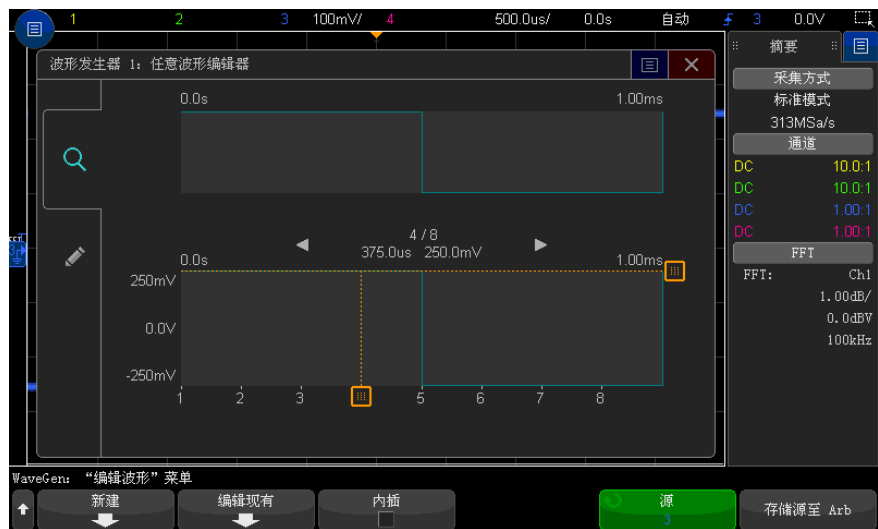 1 2 3 100mV/ 4 500.0us/ 0.0s 自动 3 0.0V
波形发生器 1: 任意波形编辑器
0.0s 1.00ms
4 / 8
375.0us 250.0mV
0.0s 1.00ms
250mV
0.0V
-250mV
1 2 3 5 6 7 8
摘要
采集方式
标准模式
313MSa/s
通道
DC 10.0:1
DC 10.0:1
DC 1.00:1
DC 1.00:1
FFT
FFT: Ch1
1.00dB/
0.0dBV
100kHz
WaveGen: “编辑波形” 菜单
新建 编辑现有 内插 源 存储源至 Arb
3